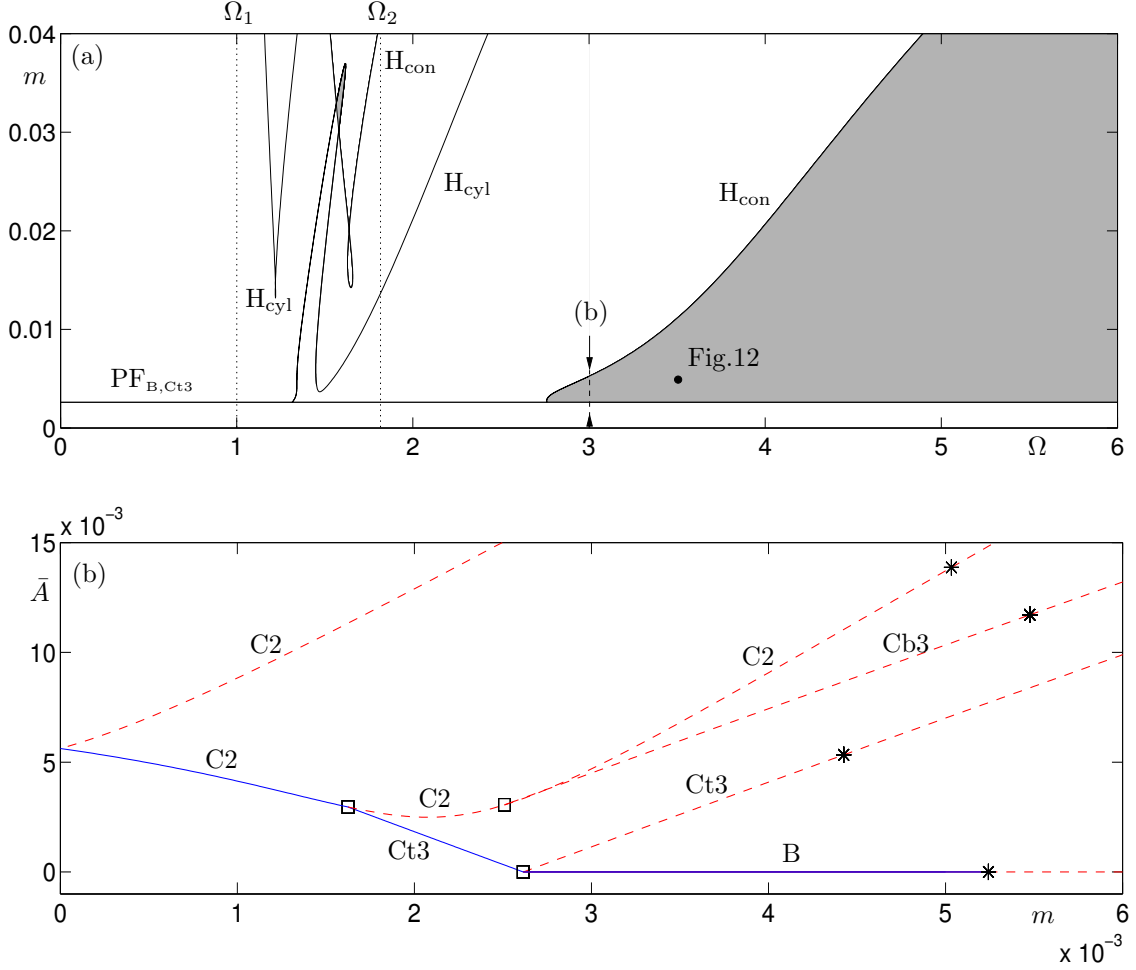 Ω₁ Ω₂
0.04 (a)
m
H_con
0.03
H_cyl H_con
0.02
H_cyl
(b)
0.01
Fig.12
PF_B,Ct3
0
0 1 2 3 4 5 Ω 6
x 10⁻³
15
(b)
Ā
C2 C2 Cb3
10
C2
5
C2 Ct3
Ct3
B
0
0 1 2 3 4 5 m 6
x 10⁻³